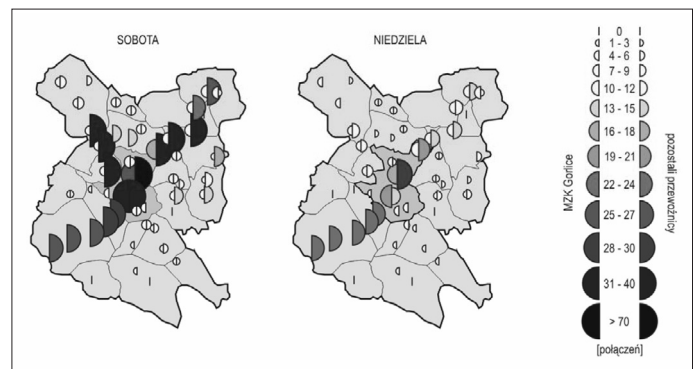 SOBOTA
NIEDZIELA
0
1 - 3
4 - 6
7 - 9
10 - 12
13 - 15
16 - 18
19 - 21
22 - 24
25 - 27
28 - 30
31 - 40
> 70
MZK Gorlice
pozostali przewoźnicy
[połączeń]